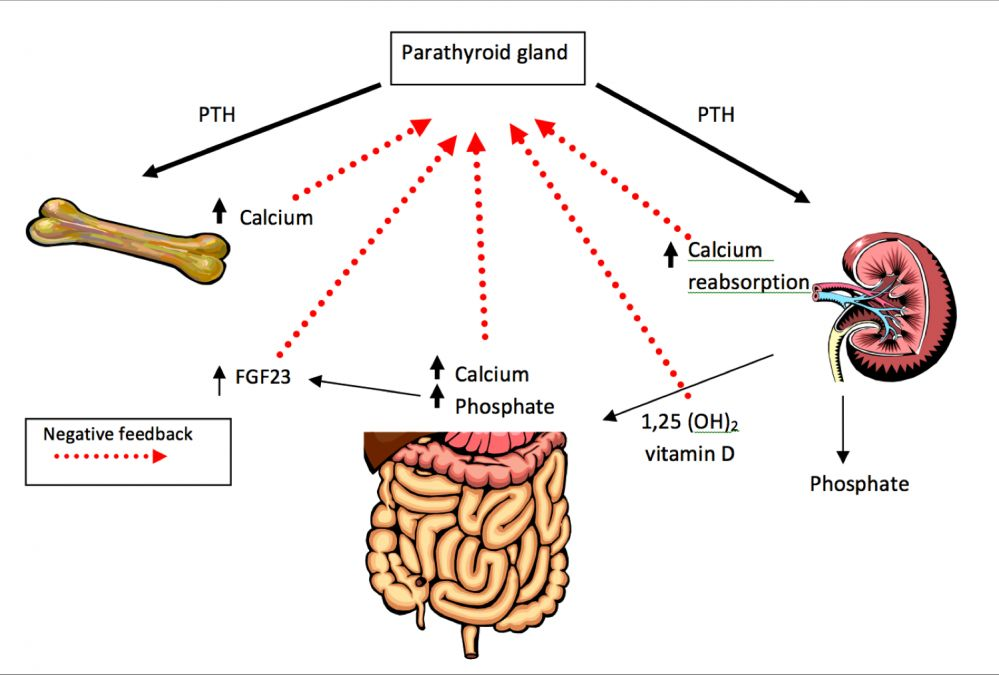 Parathyroid gland
PTH
PTH
Calcium
Calcium
reabsorption
FGF23
Calcium
Phosphate
1,25 (OH)₂
vitamin D
Negative feedback
Phosphate